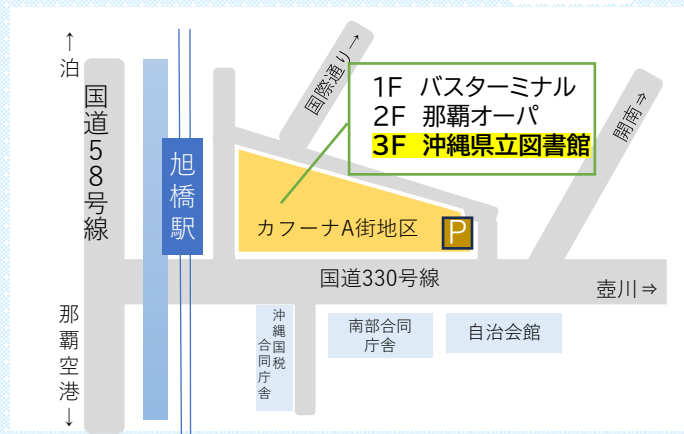 ↑
泊
国道58号線
那覇空港
↓
旭橋駅
国際通り→
1F バスターミナル
2F 那覇オーパ
3F 沖縄県立図書館
開南⇒
カフーナA街地区
P
国道330号線
壺川⇒
沖縄国税
合同庁舎
南部合同
庁舎
自治会館